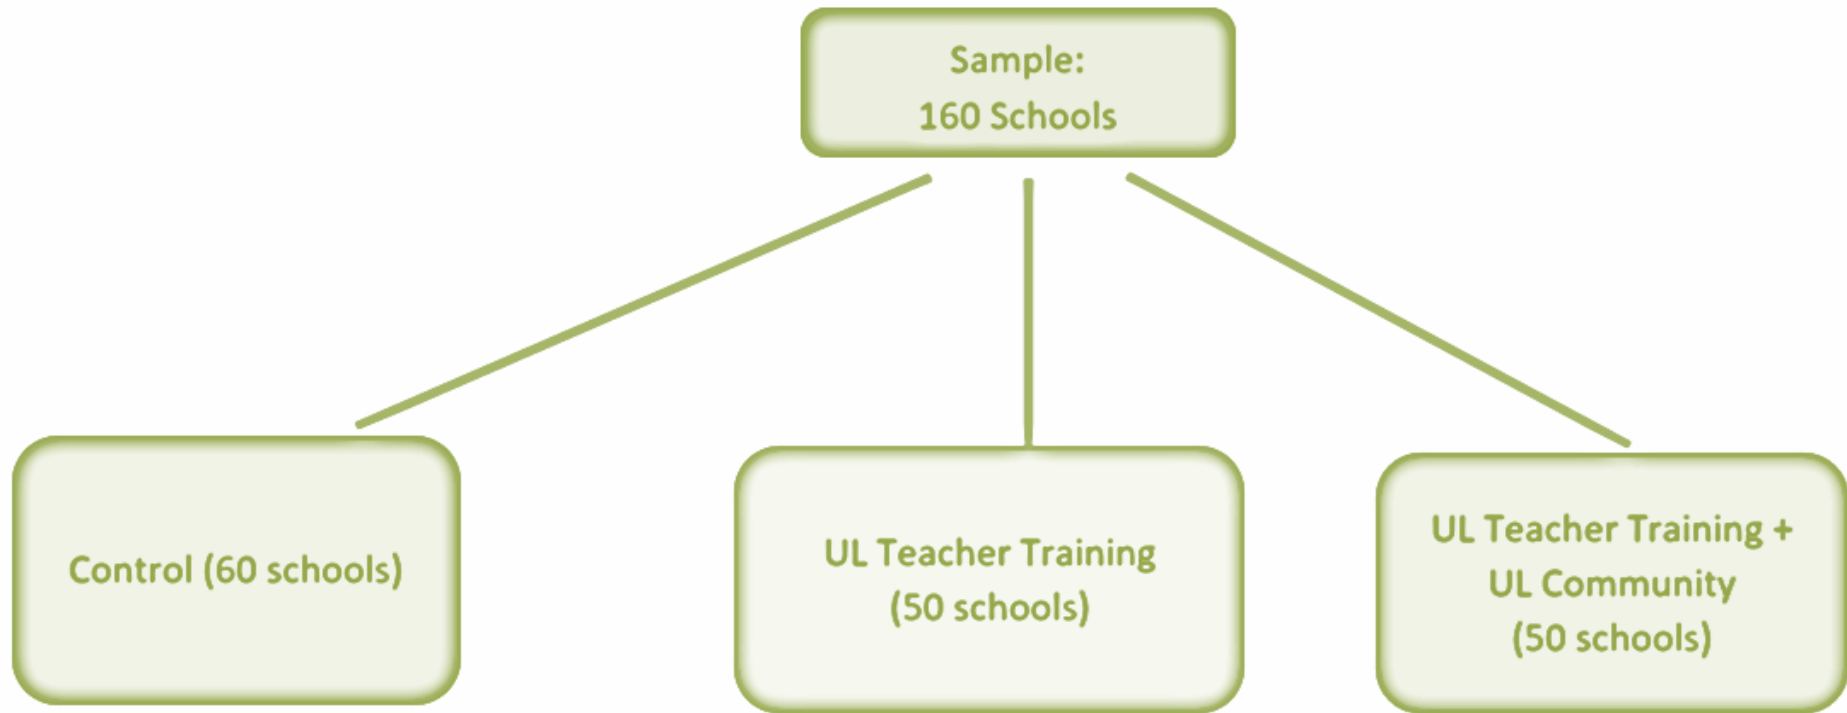 Sample:
160 Schools
Control (60 schools)
UL Teacher Training
(50 schools)
UL Teacher Training +
UL Community
(50 schools)